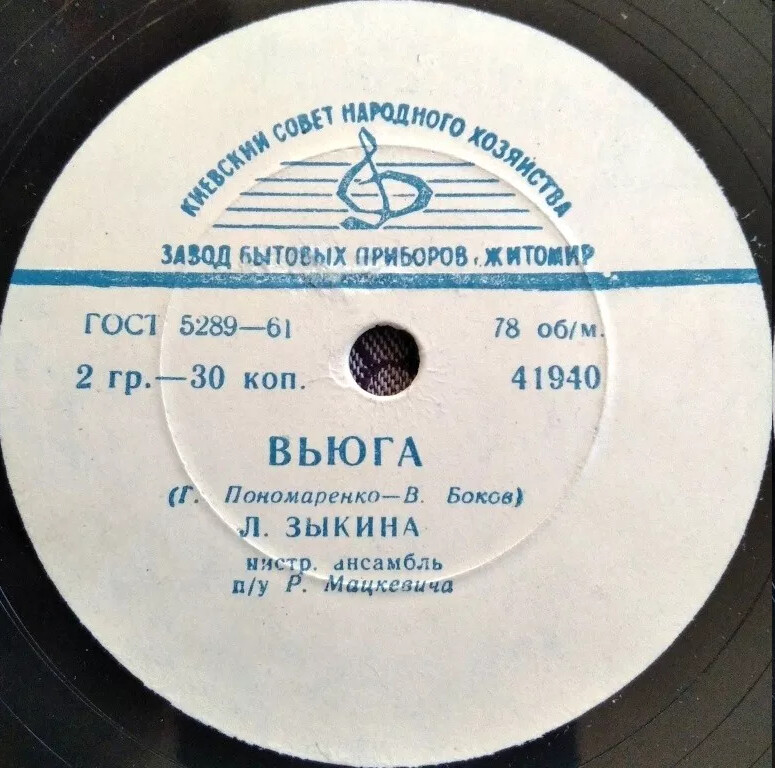 КИЕВСКИЙ СОВЕТ НАРОДНОГО ХОЗЯЙСТВА
ЗАВОД БЫТОВЫХ ПРИБОРОВ, ЖИТОМИР
ГОСТ 5289—61 78 об/м.
2 гр.—30 коп. 41940
ВЬЮГА
(Г. Пономаренко—В. Боков)
Л. ЗЫКИНА
инстр. ансамбль
п/у Р. Мацкевича